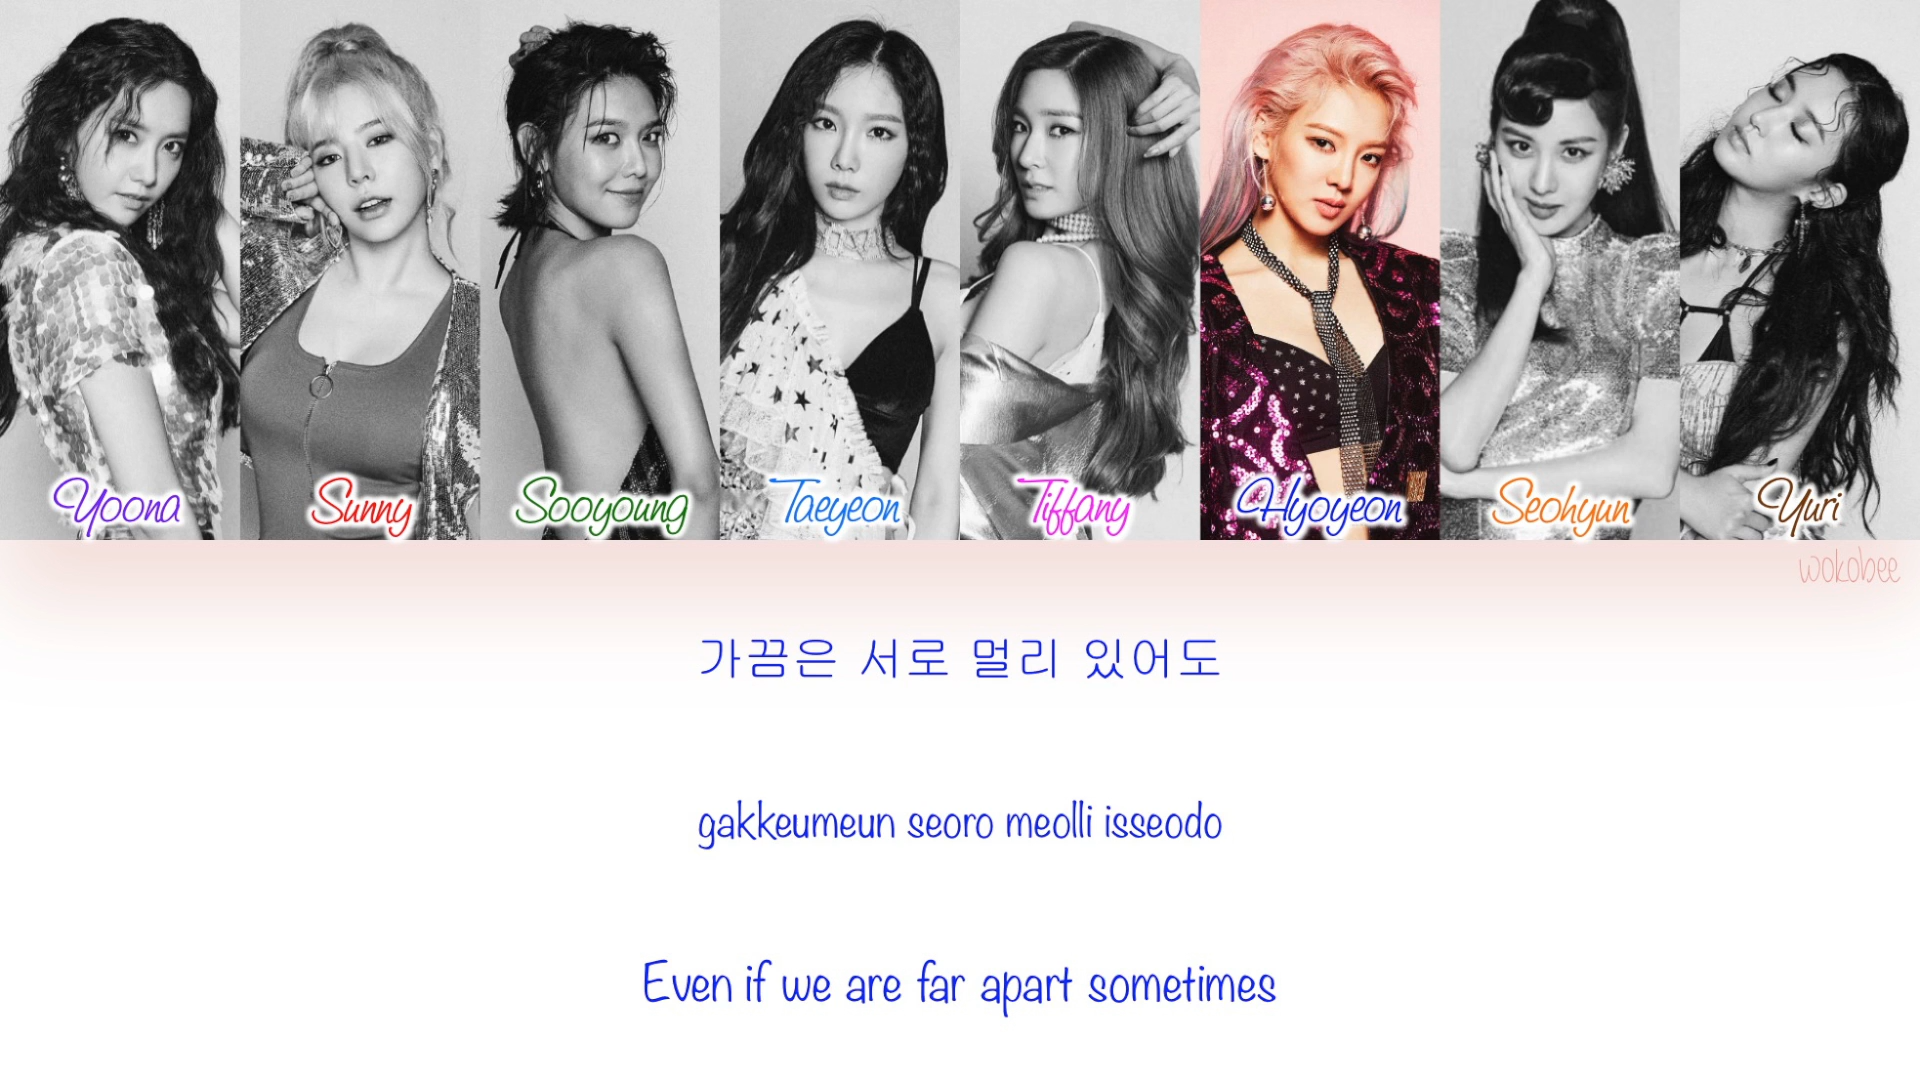 Yoona Sunny Sooyoung Taeyeon Tiffany Hyoyeon Seohyun Yuri
wokobee
가끔은 서로 멀리 있어도
gakkeumeun seoro meolli isseodo
Even if we are far apart sometimes